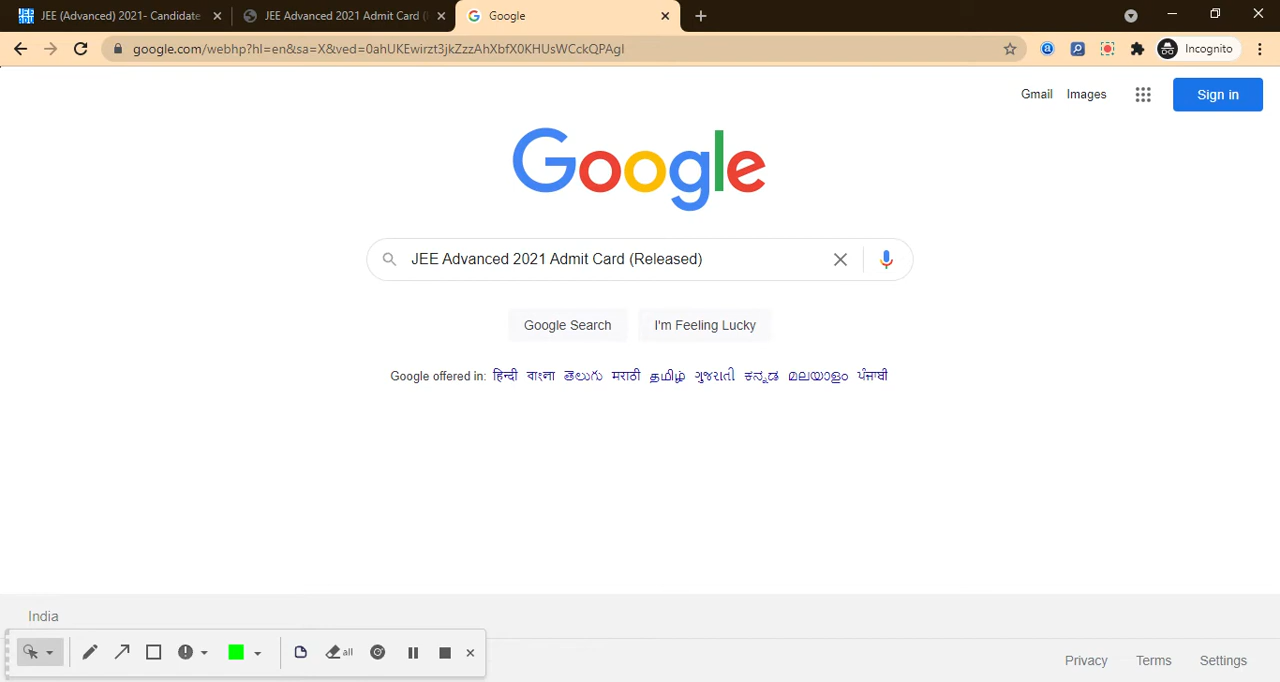 JEE (Advanced) 2021- Candidate
JEE Advanced 2021 Admit Card (
Google
google.com/webhp?hl=en&sa=X&ved=0ahUKEwirzt3jkZzzAhXbfX0KHUsWCckQPAgI
Incognito
Gmail Images Sign in
Google
JEE Advanced 2021 Admit Card (Released)
Google Search I'm Feeling Lucky
Google offered in: हिन्दी বাংলা తెలుగు मराठी தமிழ் ગુજરાતી ಕನ್ನಡ മലയാളം ਪੰਜਾਬੀ
India
all
Privacy Terms Settings